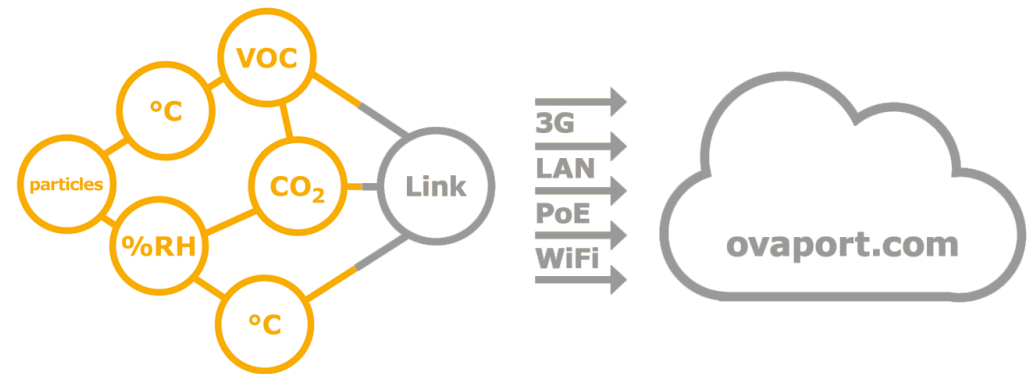 VOC
°C
particles
CO₂
%RH
°C
Link
3G
LAN
PoE
WiFi
ovaport.com